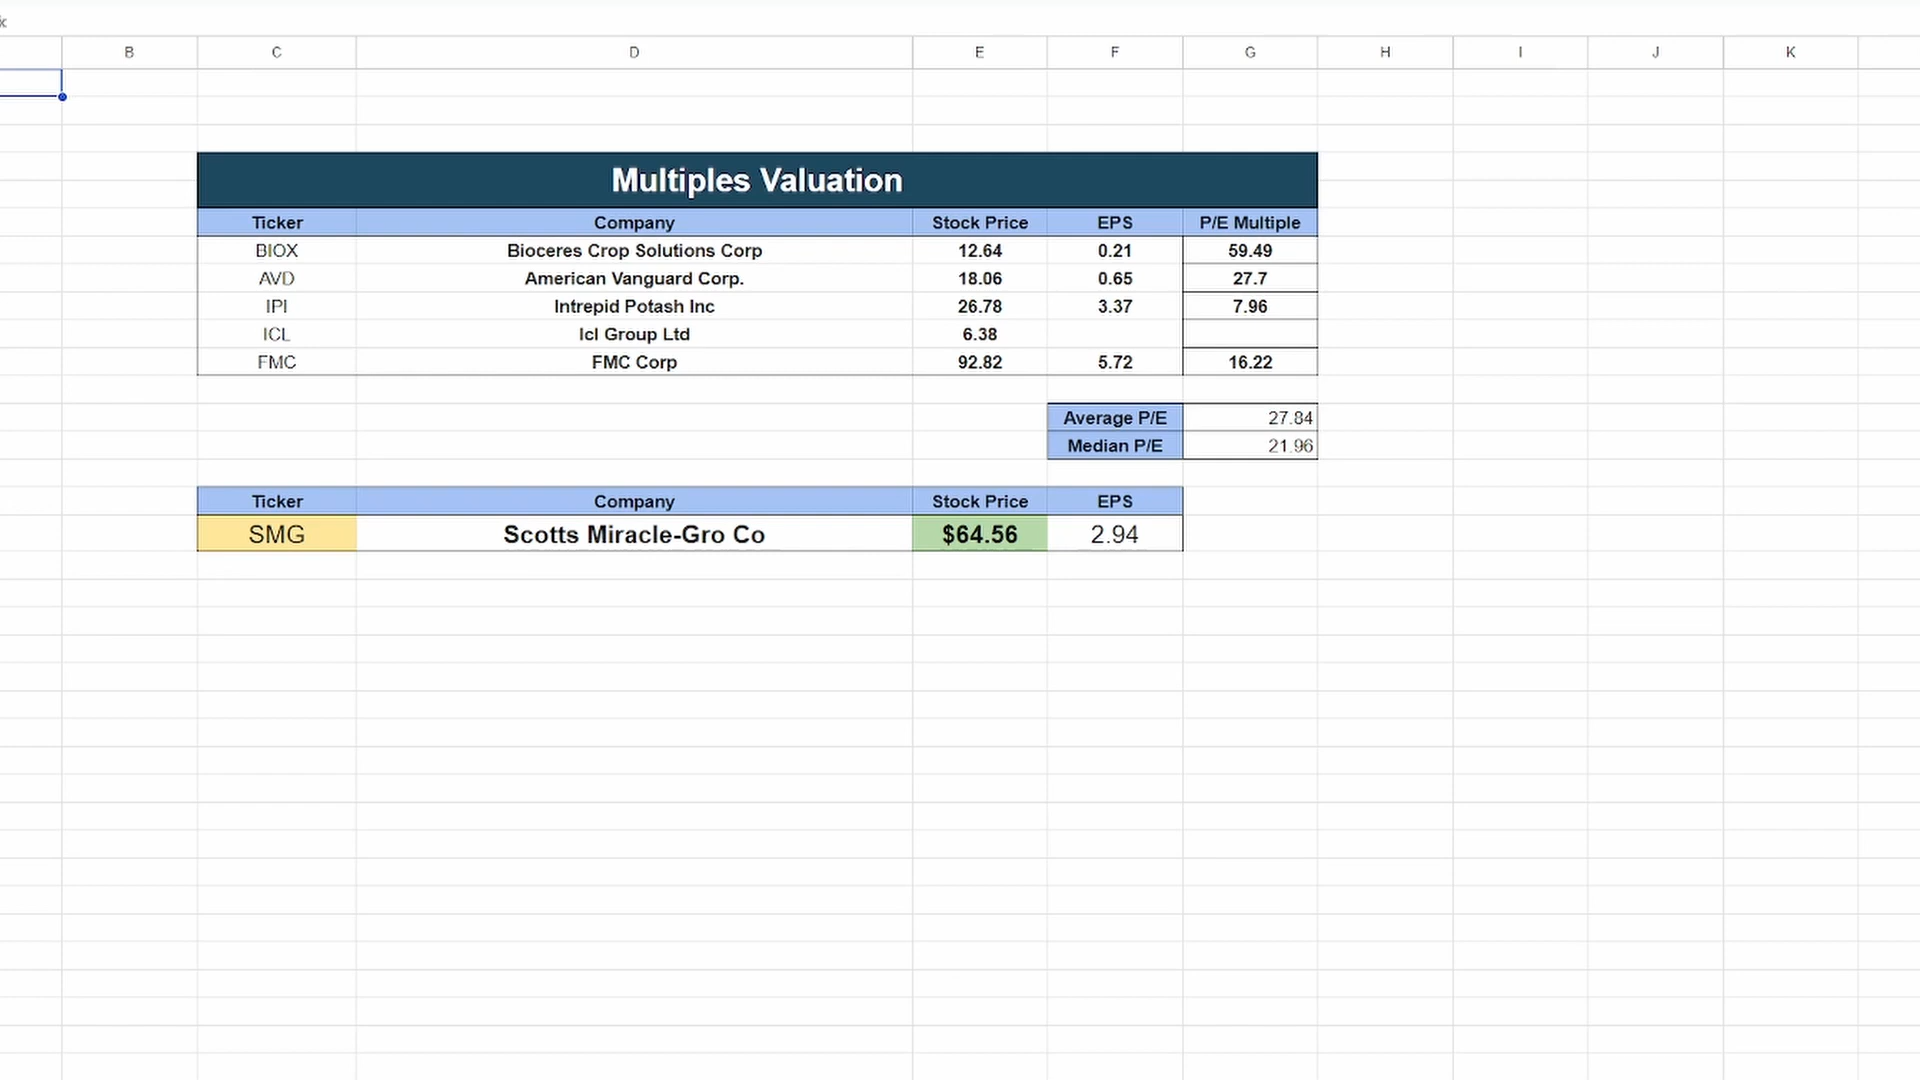 x
B C D E F G H I J K
Multiples Valuation
Ticker Company Stock Price EPS P/E Multiple
BIOX Bioceres Crop Solutions Corp 12.64 0.21 59.49
AVD American Vanguard Corp. 18.06 0.65 27.7
IPI Intrepid Potash Inc 26.78 3.37 7.96
ICL Icl Group Ltd 6.38
FMC FMC Corp 92.82 5.72 16.22
Average P/E 27.84
Median P/E 21.96
Ticker Company Stock Price EPS
SMG Scotts Miracle-Gro Co $64.56 2.94